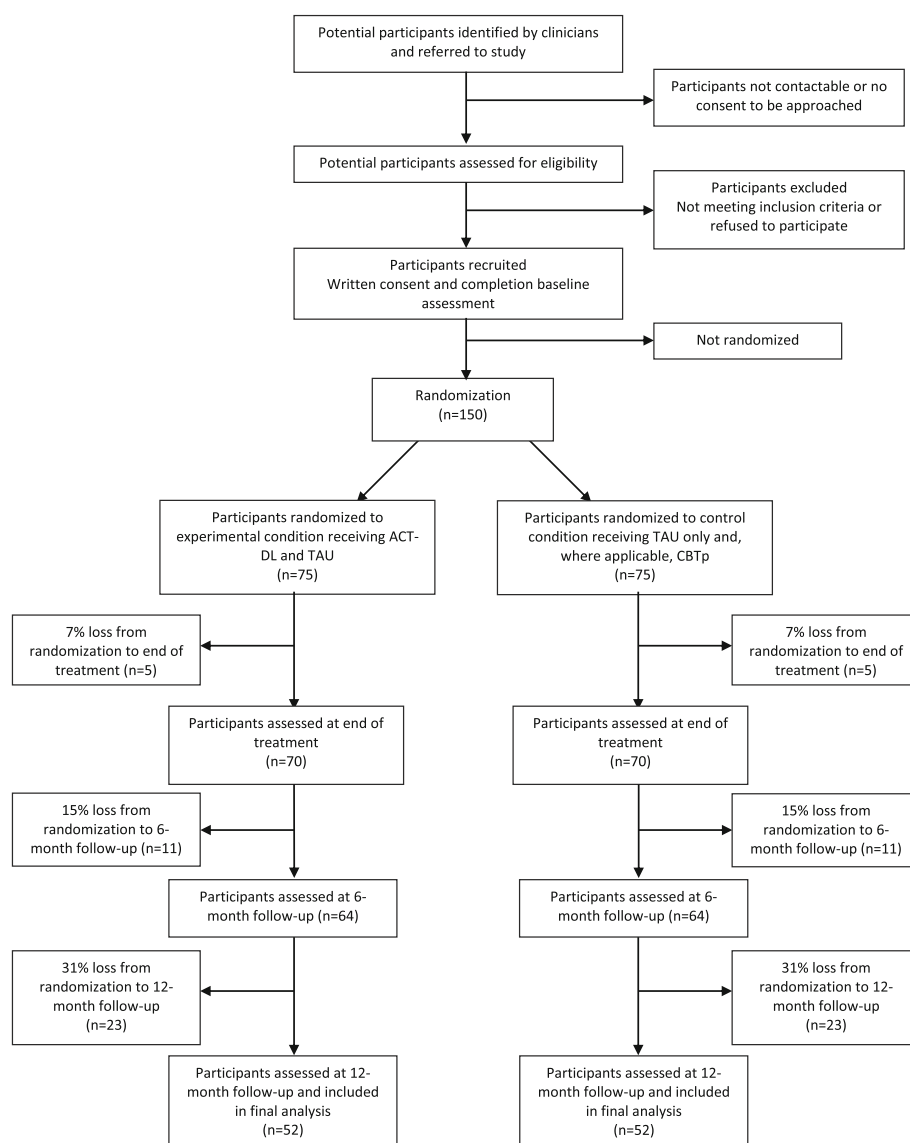 Potential participants identified by clinicians
and referred to study
Participants not contactable or no
consent to be approached
Potential participants assessed for eligibility
Participants excluded
Not meeting inclusion criteria or
refused to participate
Participants recruited
Written consent and completion baseline
assessment
Not randomized
Randomization
(n=150)
Participants randomized to
experimental condition receiving ACT-
DL and TAU
(n=75)
Participants randomized to control
condition receiving TAU only and,
where applicable, CBTp
(n=75)
7% loss from
randomization to end of
treatment (n=5)
7% loss from
randomization to end of
treatment (n=5)
Participants assessed at end of
treatment
(n=70)
Participants assessed at end of
treatment
(n=70)
15% loss from
randomization to 6-
month follow-up (n=11)
15% loss from
randomization to 6-
month follow-up (n=11)
Participants assessed at 6-
month follow-up (n=64)
Participants assessed at 6-
month follow-up (n=64)
31% loss from
randomization to 12-
month follow-up
(n=23)
31% loss from
randomization to 12-
month follow-up
(n=23)
Participants assessed at 12-
month follow-up and included
in final analysis
(n=52)
Participants assessed at 12-
month follow-up and included
in final analysis
(n=52)